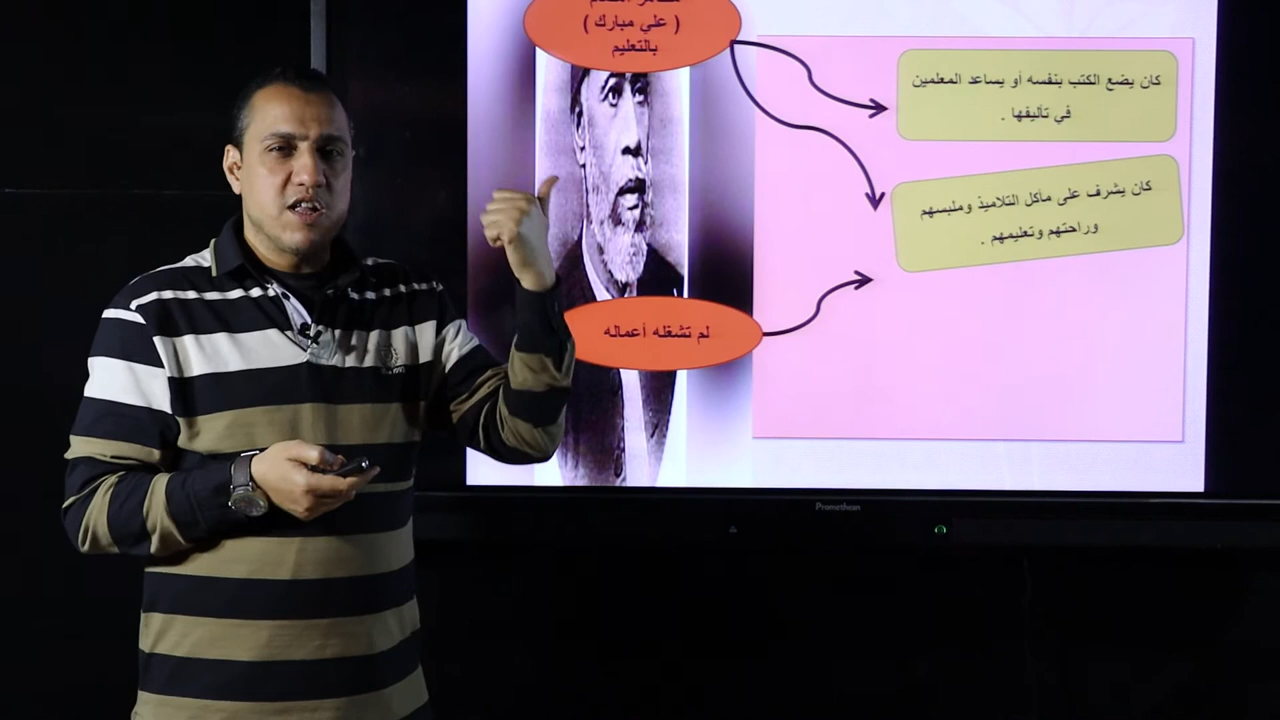 ( علي مبارك )
بالتعليم
كان يضع الكتب بنفسه أو يساعد المعلمين
في تأليفها .
كان يشرف على مأكل التلاميذ وملبسهم
وراحتهم وتعليمهم .
لم تشغله أعماله
Promethean